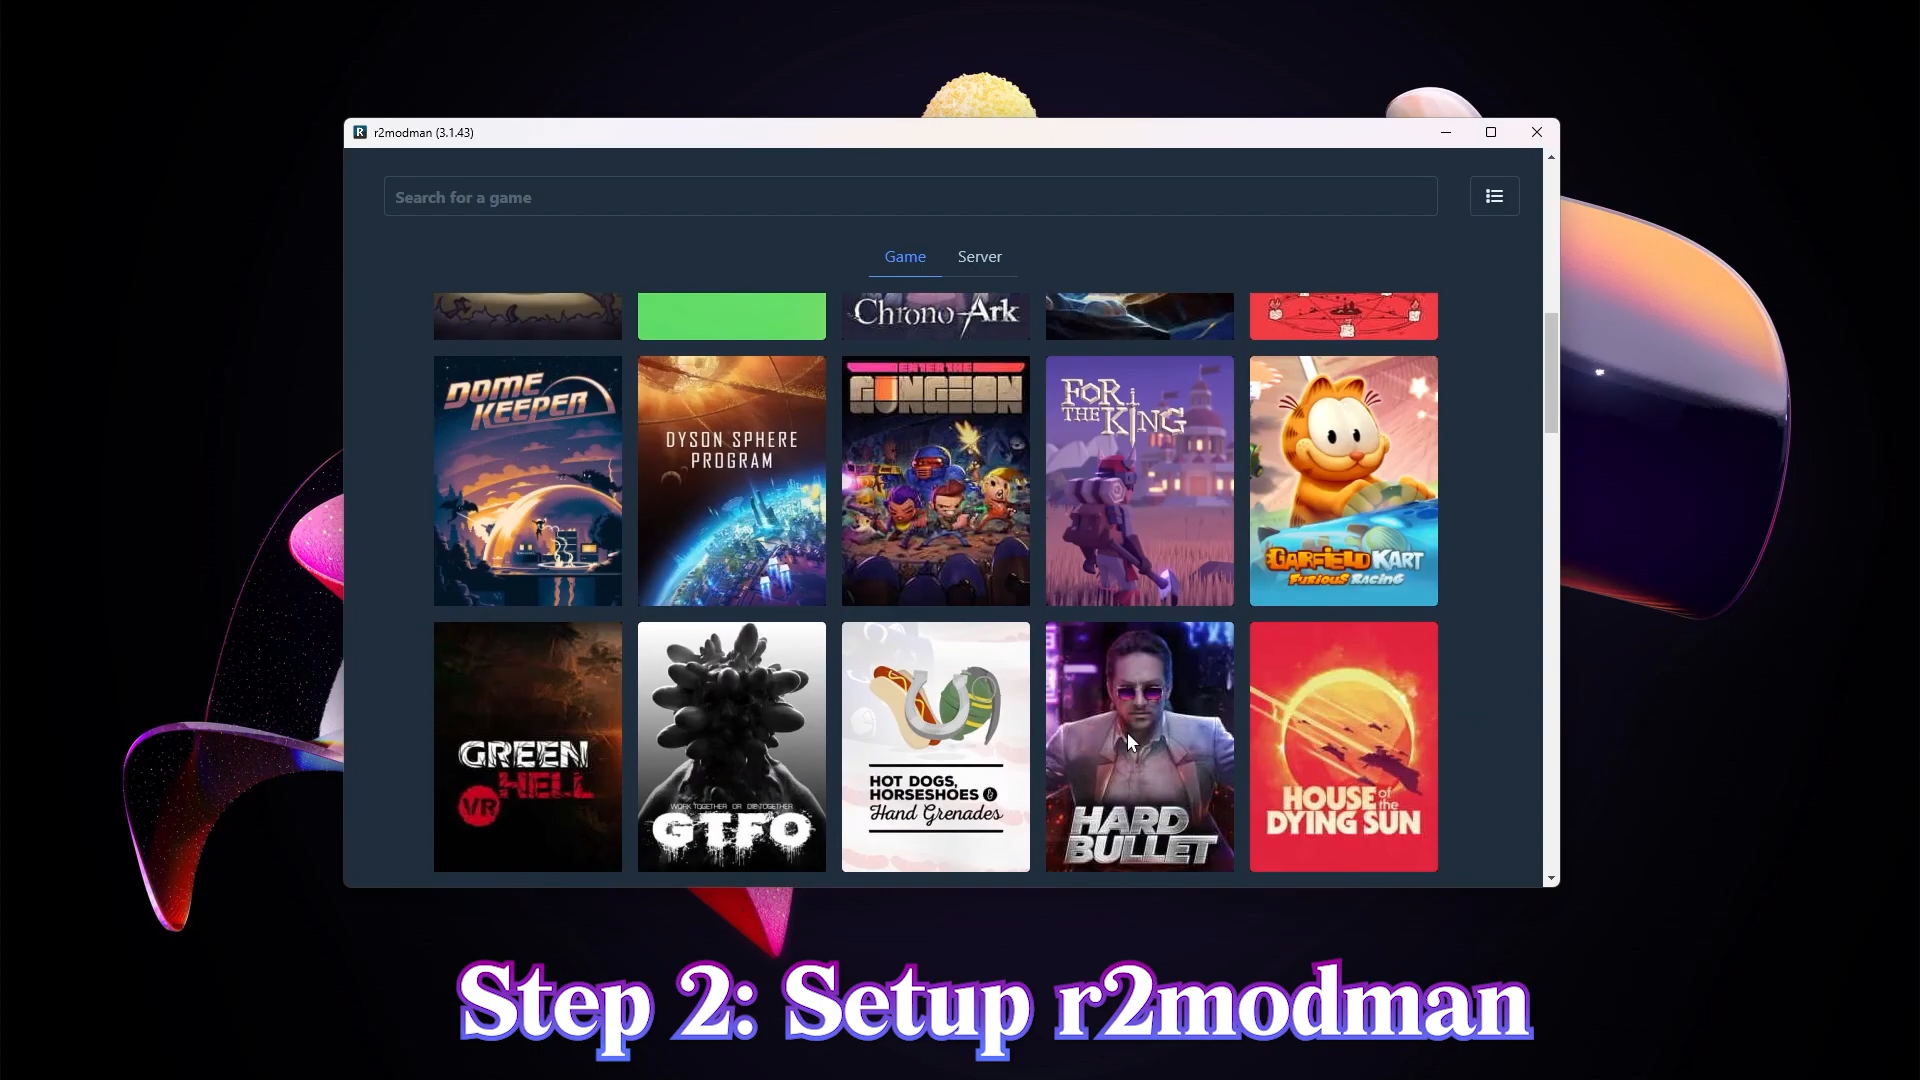 r2modman (3.1.43)
Search for a game
Game
Server
Chrono Ark
DOME
KEEPER
DYSON SPHERE
PROGRAM
ENTER THE
GUNGEON
FOR
THE KING
GARFIELD KART
FURIOUS RACING
GREEN
HELL
VR
WORK TOGETHER OR DIE TOGETHER
GTFO
HOT DOGS,
HORSESHOES &
Hand Grenades
HARD
BULLET
HOUSE of the
DYING SUN
Step 2: Setup r2modman